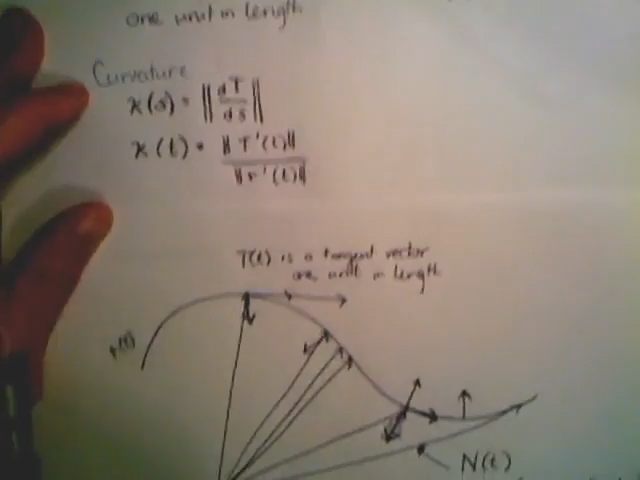 one unit in length
Curvature
κ(s) = || dT/ds ||
κ(t) = || T'(t) || / || r'(t) ||
T(t) is a tangent vector
one unit in length
r(t)
N(t)